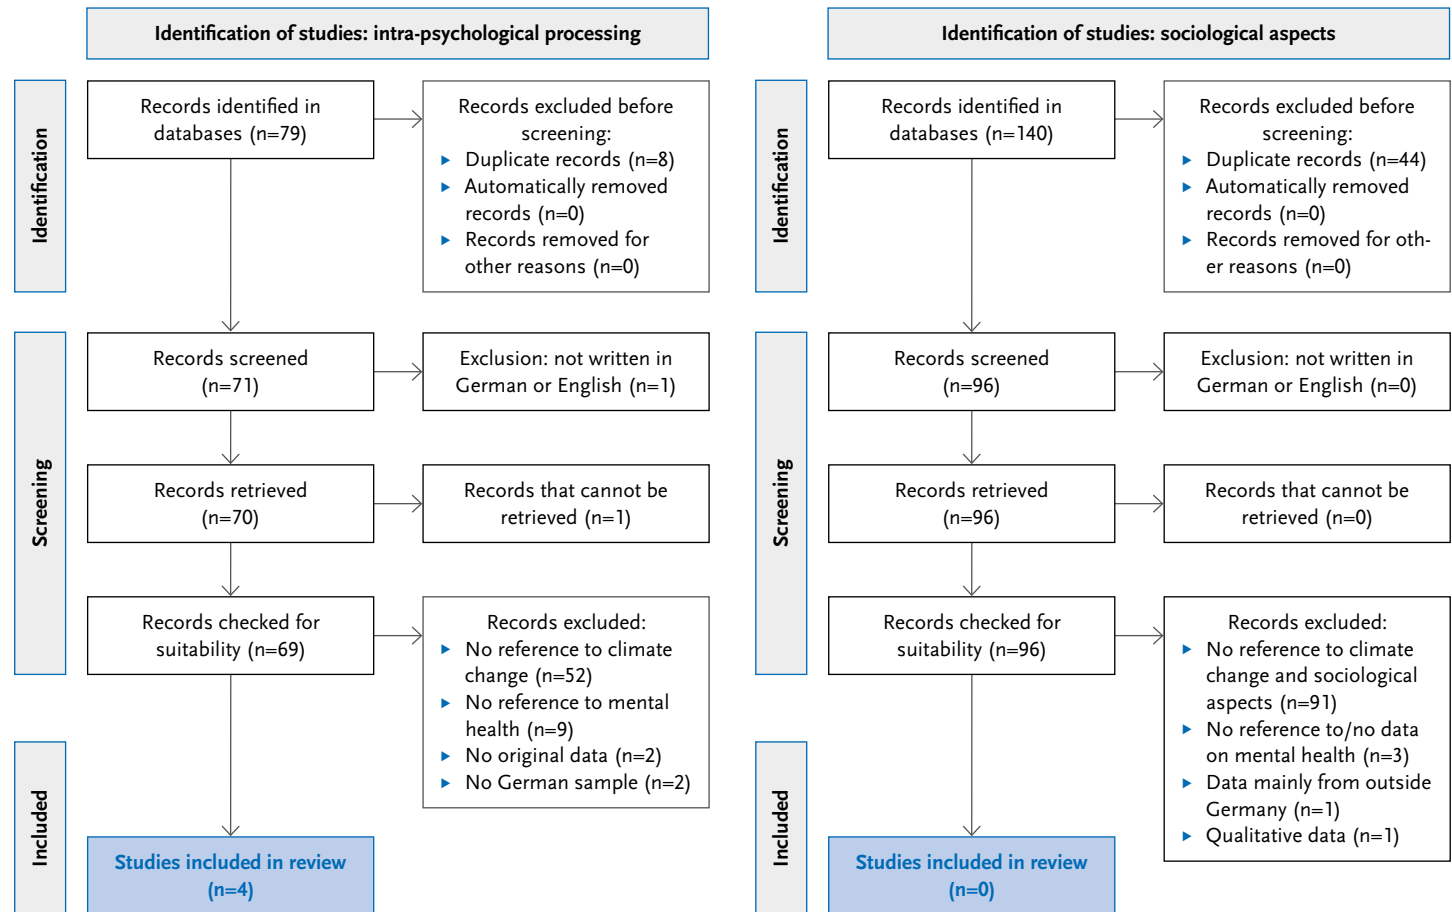 Identification of studies: intra-psychological processing
Identification
Records identified in
databases (n=79)
Records excluded before
screening:
▶ Duplicate records (n=8)
▶ Automatically removed
records (n=0)
▶ Records removed for
other reasons (n=0)
Screening
Records screened
(n=71)
Exclusion: not written in
German or English (n=1)
Records retrieved
(n=70)
Records that cannot be
retrieved (n=1)
Records checked for
suitability (n=69)
Records excluded:
▶ No reference to climate
change (n=52)
▶ No reference to mental
health (n=9)
▶ No original data (n=2)
▶ No German sample (n=2)
Included
Studies included in review
(n=4)
Identification of studies: sociological aspects
Identification
Records identified in
databases (n=140)
Records excluded before
screening:
▶ Duplicate records (n=44)
▶ Automatically removed
records (n=0)
▶ Records removed for oth-
er reasons (n=0)
Screening
Records screened
(n=96)
Exclusion: not written in
German or English (n=0)
Records retrieved
(n=96)
Records that cannot be
retrieved (n=0)
Records checked for
suitability (n=96)
Records excluded:
▶ No reference to climate
change and sociological
aspects (n=91)
▶ No reference to/no data
on mental health (n=3)
▶ Data mainly from outside
Germany (n=1)
▶ Qualitative data (n=1)
Included
Studies included in review
(n=0)